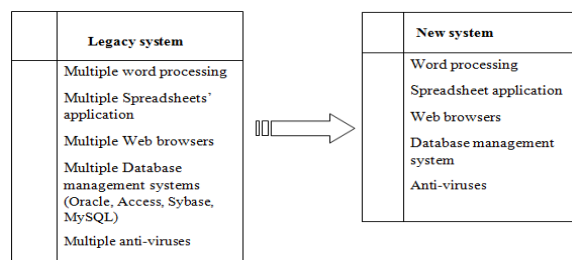 Legacy system
Multiple word processing
Multiple Spreadsheets’
application
Multiple Web browsers
Multiple Database
management systems
(Oracle, Access, Sybase,
MySQL)
Multiple anti-viruses
New system
Word processing
Spreadsheet application
Web browsers
Database management
system
Anti-viruses